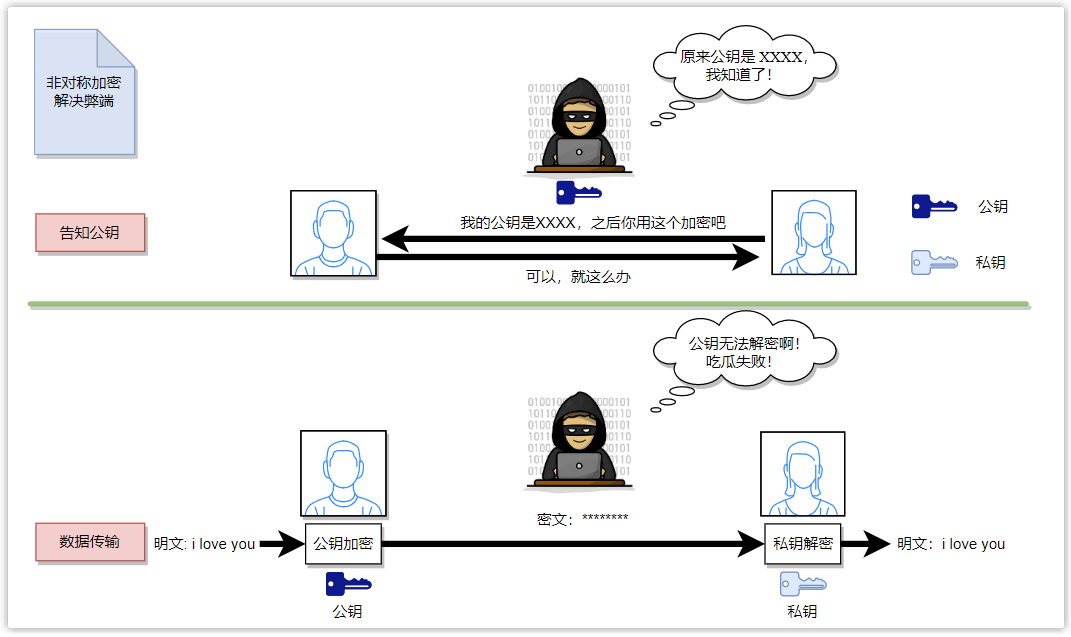 非对称加密
解决弊端
原来公钥是 XXXX，
我知道了！
告知公钥
我的公钥是XXXX，之后你用这个加密吧
可以，就这么办
公钥
私钥
公钥无法解密啊！
吃瓜失败！
数据传输
明文: i love you
公钥加密
密文：********
私钥解密
明文：i love you
公钥
私钥